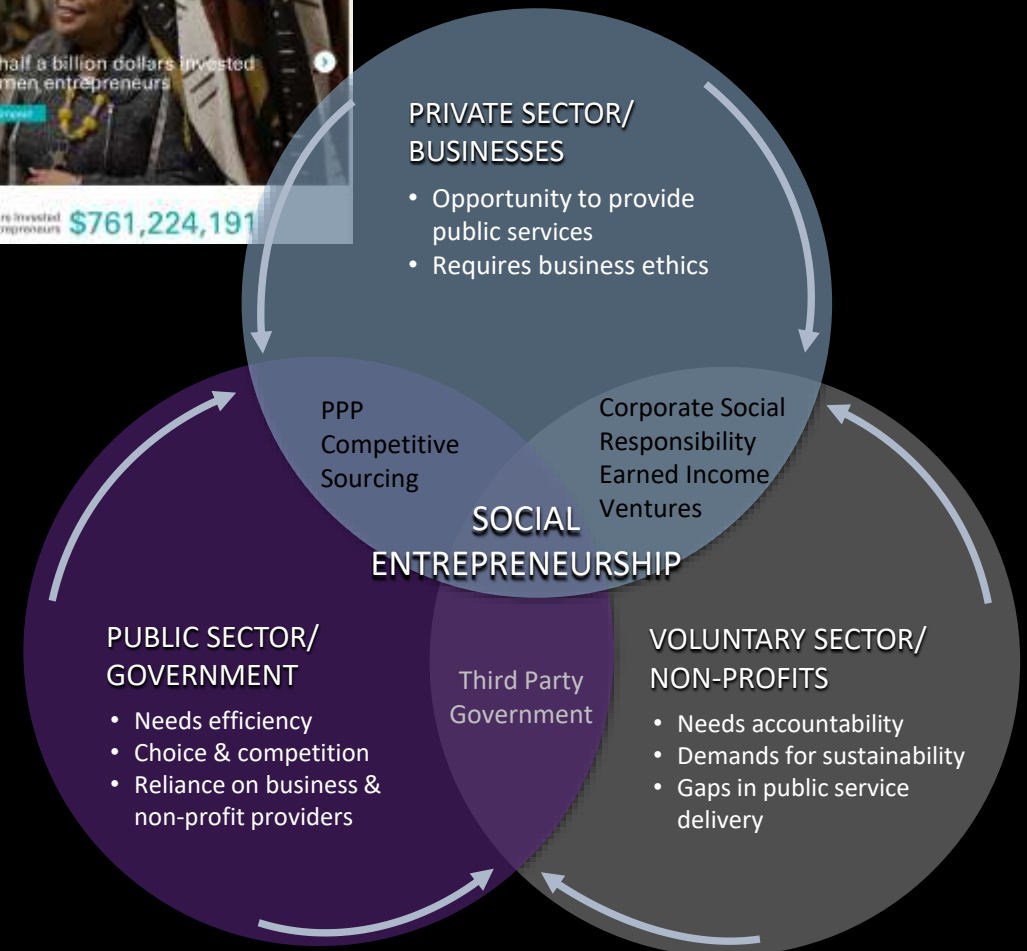 half a billion dollars invested
men entrepreneurs
$761,224,191
PRIVATE SECTOR/
BUSINESSES
• Opportunity to provide
public services
• Requires business ethics
PPP
Competitive
Sourcing
Corporate Social
Responsibility
Earned Income
Ventures
SOCIAL
ENTREPRENEURSHIP
PUBLIC SECTOR/
GOVERNMENT
• Needs efficiency
• Choice & competition
• Reliance on business &
non-profit providers
Third Party
Government
VOLUNTARY SECTOR/
NON-PROFITS
• Needs accountability
• Demands for sustainability
• Gaps in public service
delivery